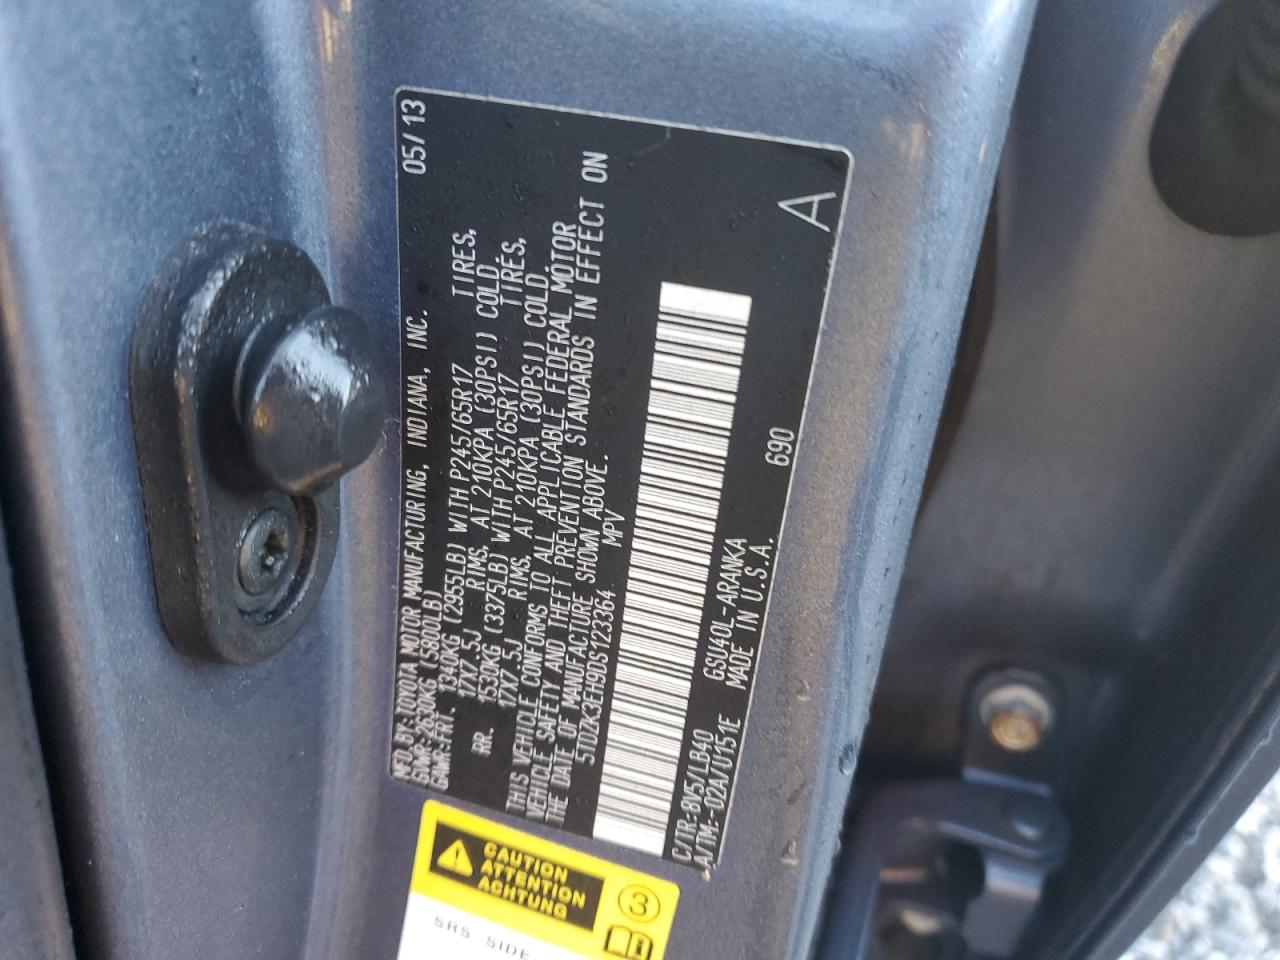 MFD.BY:TOYOTA MOTOR MANUFACTURING, INDIANA, INC. 05/13
GVWR:2630KG (5800LB)
GAWR:FRT. 1340KG (2955LB) WITH P245/65R17 TIRES,
17X7.5J RIMS, AT 210KPA (30PSI) COLD
RR. 1530KG (3375LB) WITH P245/65R17 TIRES,
17X7.5J RIMS, AT 210KPA (30PSI) COLD
THIS VEHICLE CONFORMS TO ALL APPLICABLE FEDERAL MOTOR
VEHICLE SAFETY AND THEFT PREVENTION STANDARDS IN EFFECT ON
THE DATE OF MANUFACTURE SHOWN ABOVE.
5TDZK3EH9DS123364 MPV
C/TR:8V5/LB40 GSU40L-ARANKA 690
A/TM:-02A/U151E MADE IN U.S.A.
A
CAUTION
ATTENTION
ACHTUNG
3
SRS SIDE